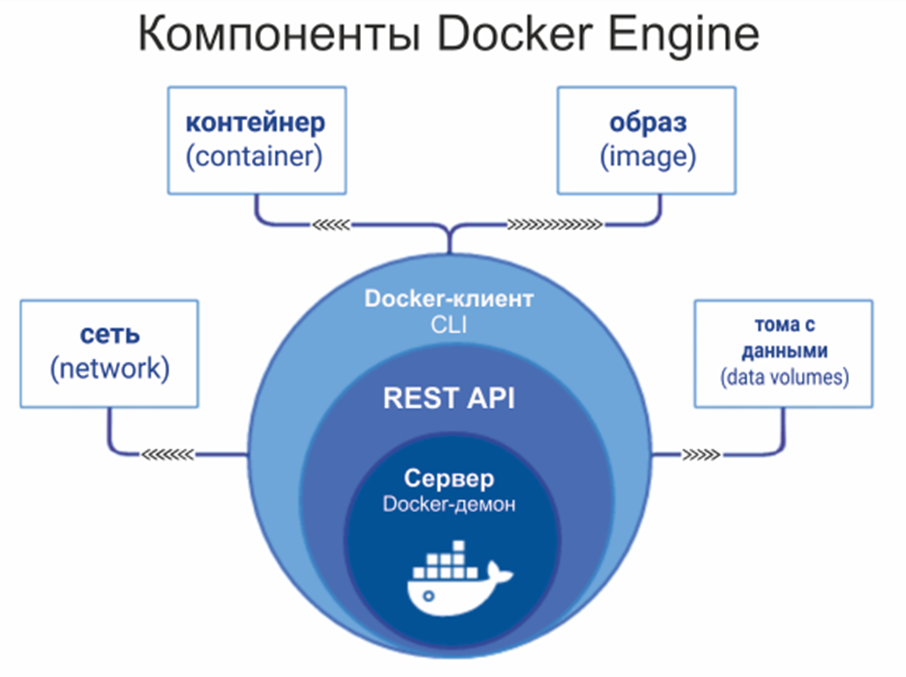 Компоненты Docker Engine
контейнер
(container)
образ
(image)
Docker-клиент
CLI
сеть
(network)
тома с
данными
(data volumes)
REST API
Сервер
Docker-демон